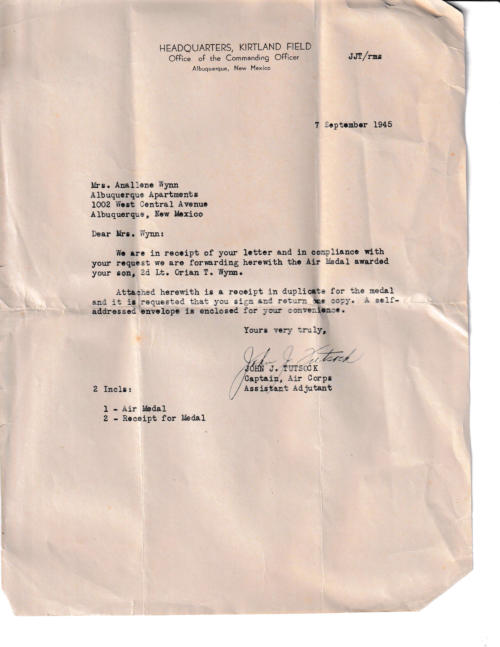 HEADQUARTERS, KIRTLAND FIELD
Office of the Commanding Officer
Albuquerque, New Mexico
JJT/rms
7 September 1945
Mrs. Anallene Wynn
Albuquerque Apartments
1002 West Central Avenue
Albuquerque, New Mexico
Dear Mrs. Wynn:
We are in receipt of your letter and in compliance with
your request we are forwarding herewith the Air Medal awarded
your son, 2d Lt. Orian T. Wynn.
Attached herewith is a receipt in duplicate for the medal
and it is requested that you sign and return one copy. A self-
addressed envelope is enclosed for your convenience.
Yours very truly,
John J. Tutsock
JOHN J. TUTSOCK
Captain, Air Corps
Assistant Adjutant
2 Incls:
1 - Air Medal
2 - Receipt for Medal